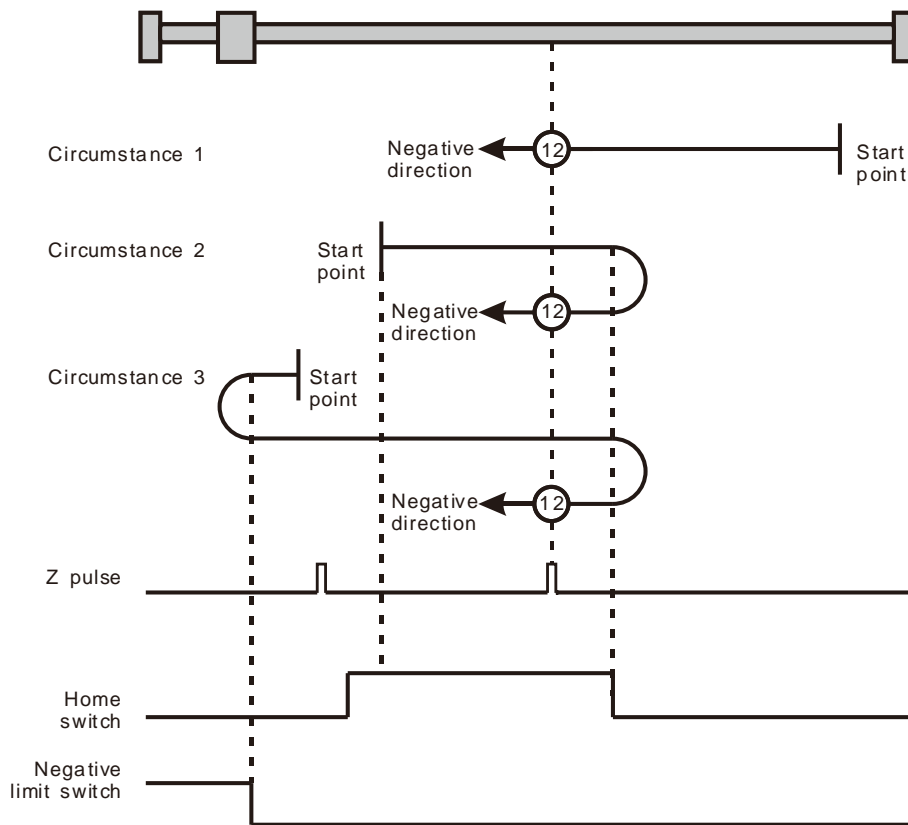 Circumstance 1
Negative
direction
12
Start
point
Circumstance 2
Start
point
Negative
direction
12
Circumstance 3
Start
point
Negative
direction
12
Z pulse
Home
switch
Negative
limit switch